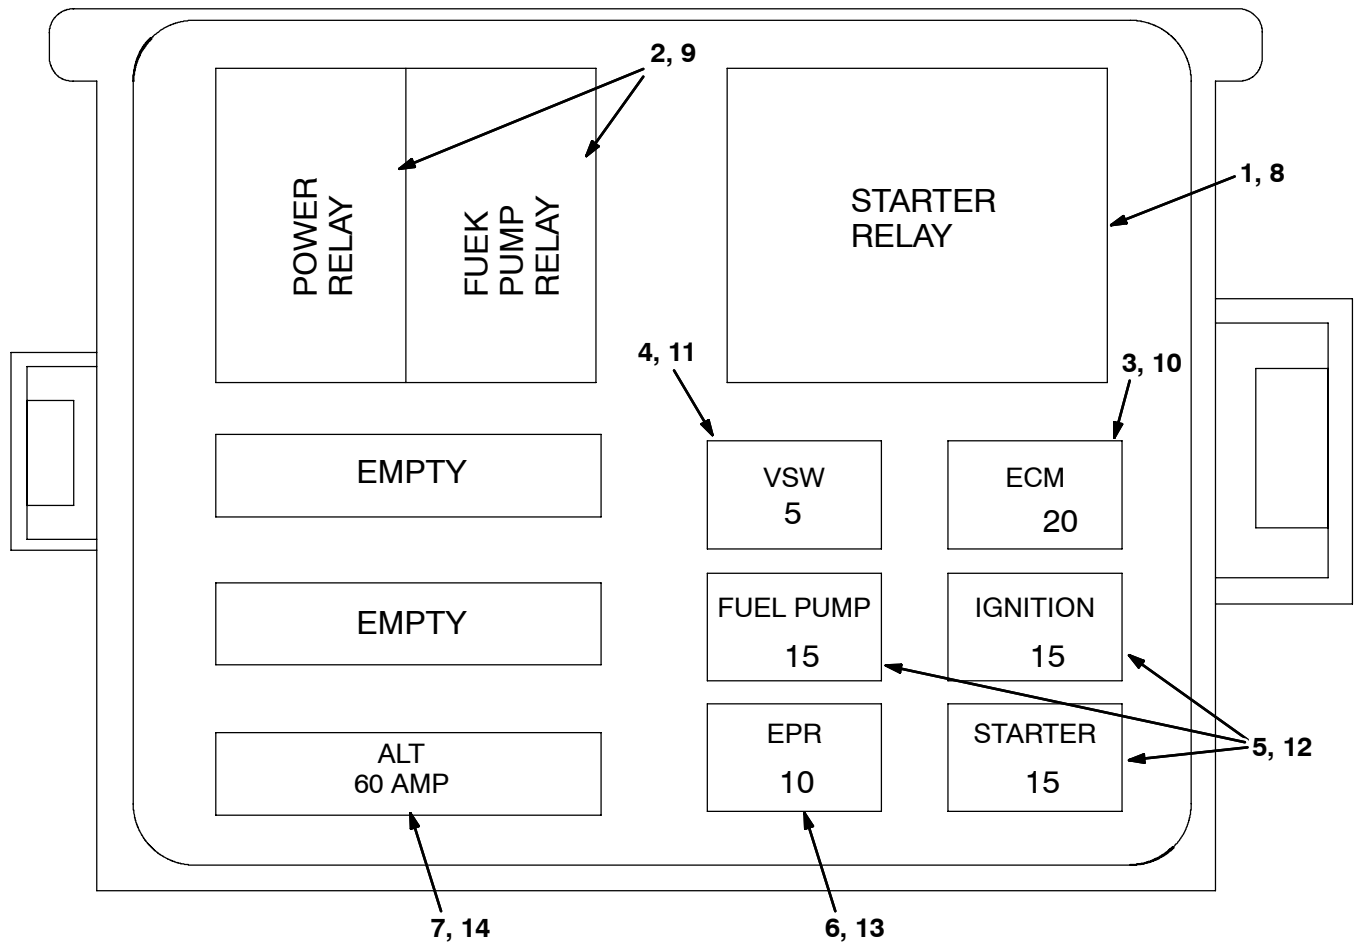 2, 9
1, 8
POWER
RELAY
FUEK
PUMP
RELAY
STARTER
RELAY
4, 11
3, 10
EMPTY
VSW
5
ECM
20
EMPTY
FUEL PUMP
15
IGNITION
15
ALT
60 AMP
EPR
10
STARTER
15
5, 12
7, 14
6, 13